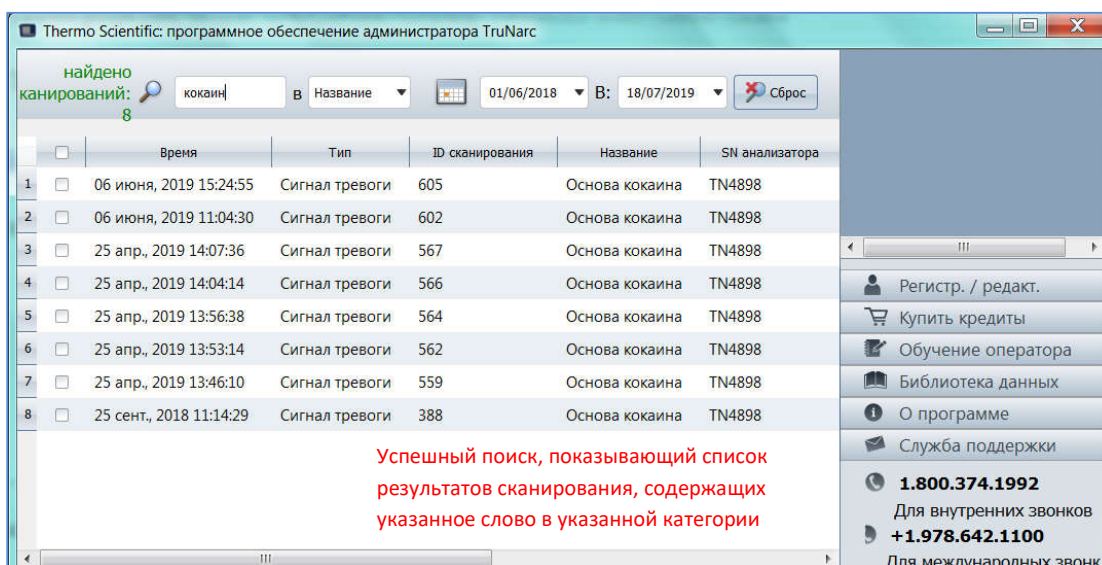 Thermo Scientific: программное обеспечение администратора TruNarc
найдено
канирований:
8
кокаин
в
Название
01/06/2018
В:
18/07/2019
Сброс
Время Тип ID сканирования Название SN анализатора
1 06 июня, 2019 15:24:55 Сигнал тревоги 605 Основа кокаина TN4898
2 06 июня, 2019 11:04:30 Сигнал тревоги 602 Основа кокаина TN4898
3 25 апр., 2019 14:07:36 Сигнал тревоги 567 Основа кокаина TN4898
4 25 апр., 2019 14:04:14 Сигнал тревоги 566 Основа кокаина TN4898
5 25 апр., 2019 13:56:38 Сигнал тревоги 564 Основа кокаина TN4898
6 25 апр., 2019 13:53:14 Сигнал тревоги 562 Основа кокаина TN4898
7 25 апр., 2019 13:46:10 Сигнал тревоги 559 Основа кокаина TN4898
8 25 сент., 2018 11:14:29 Сигнал тревоги 388 Основа кокаина TN4898
Успешный поиск, показывающий список
результатов сканирования, содержащих
указанное слово в указанной категории
Регистр. / редакт.
Купить кредиты
Обучение оператора
Библиотека данных
О программе
Служба поддержки
1.800.374.1992
Для внутренних звонков
+1.978.642.1100
Для международных звонк